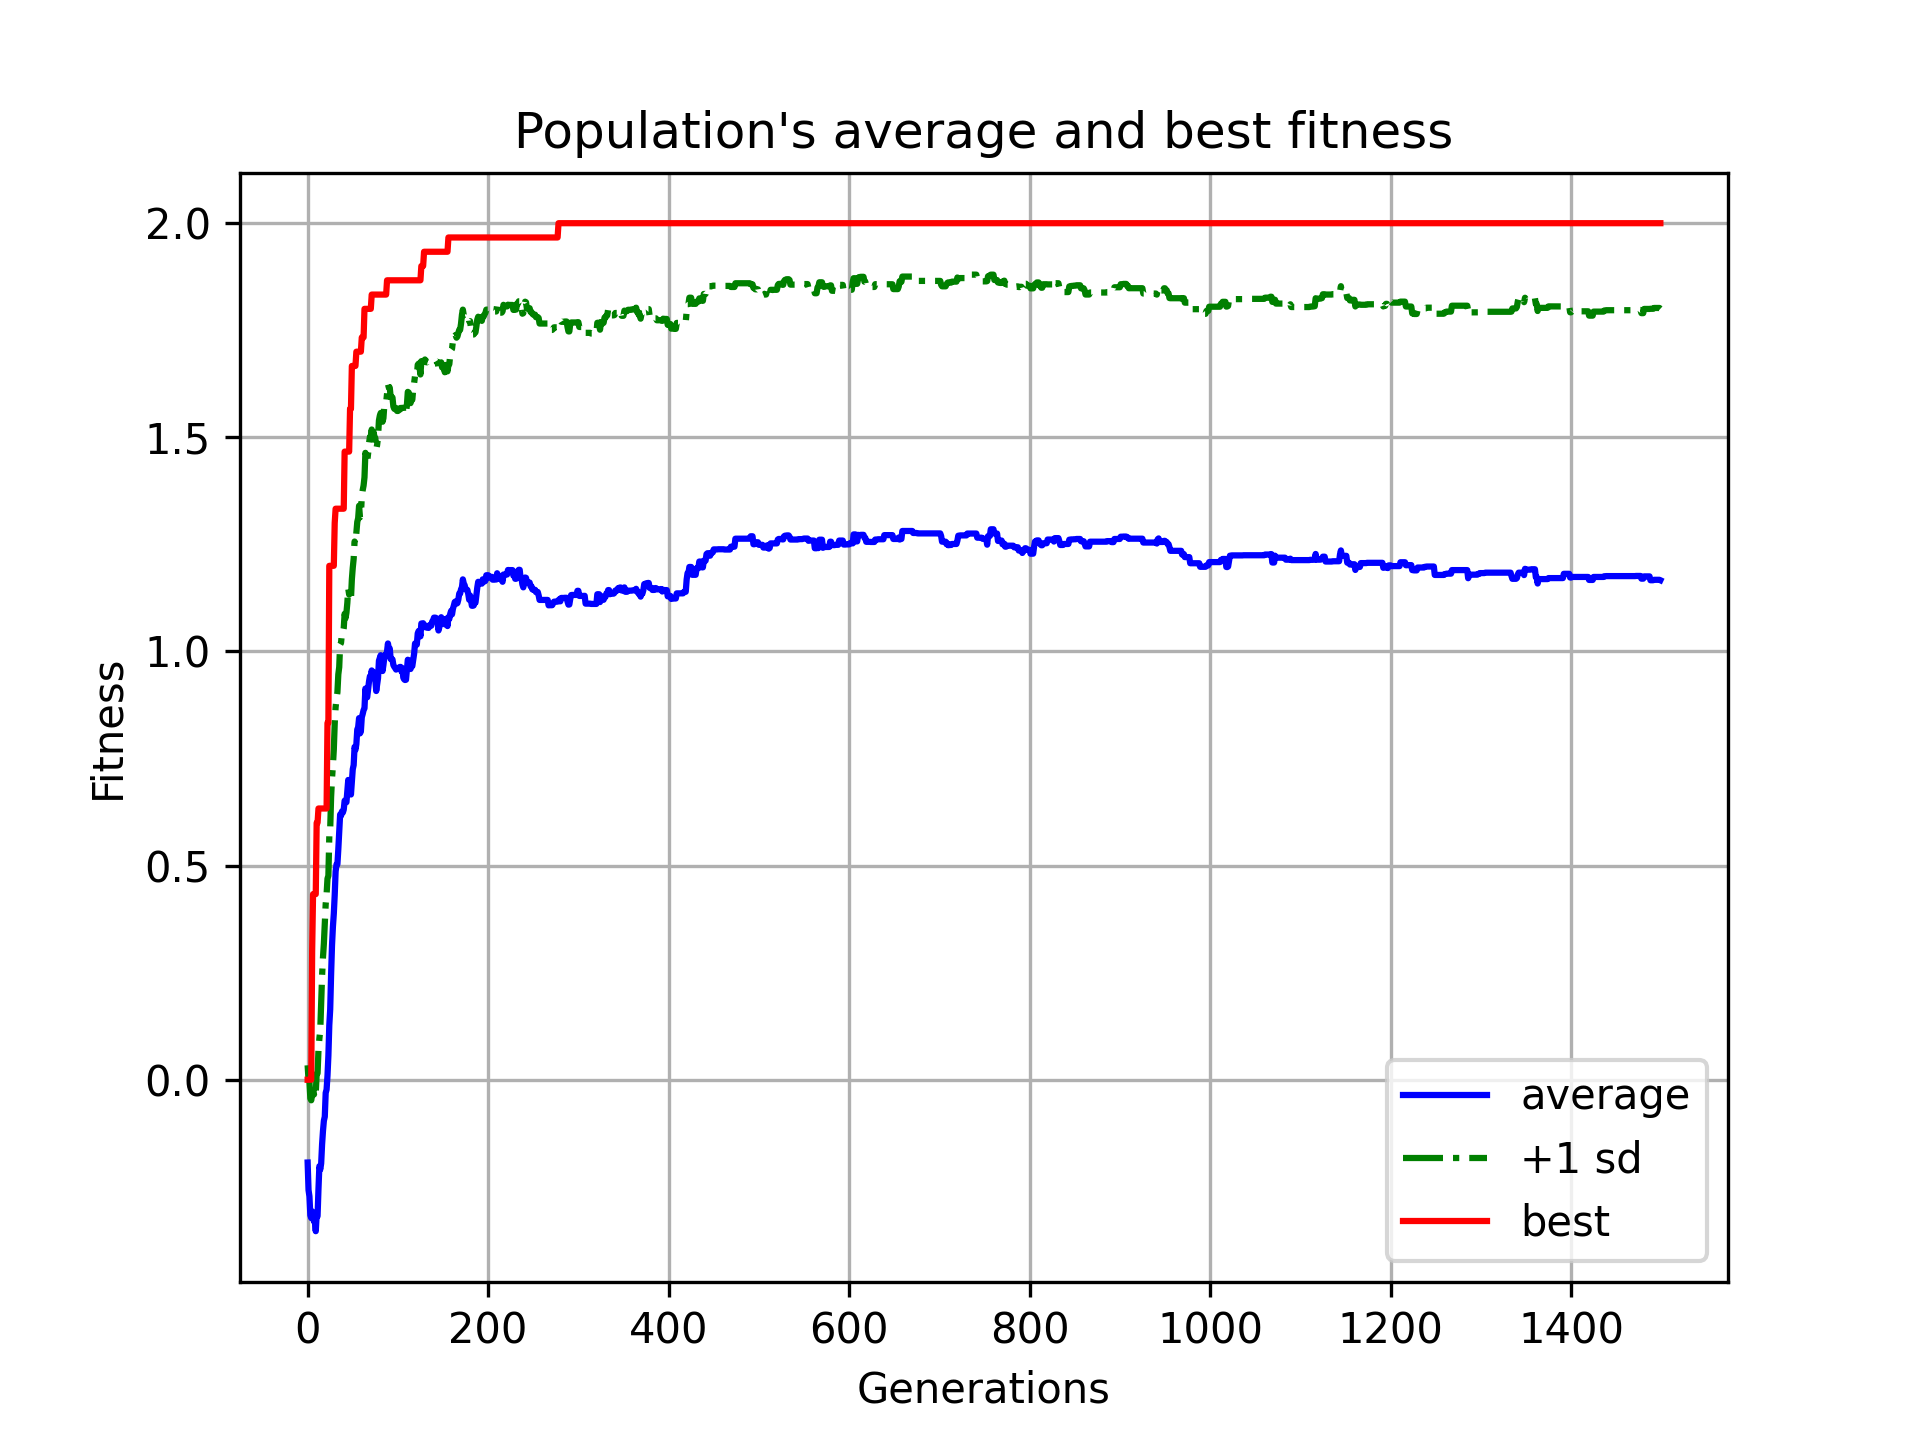 Population's average and best fitness
2.0
1.5
1.0
0.5
0.0
Fitness
0 200 400 600 800 1000 1200 1400
Generations
average
+1 sd
best